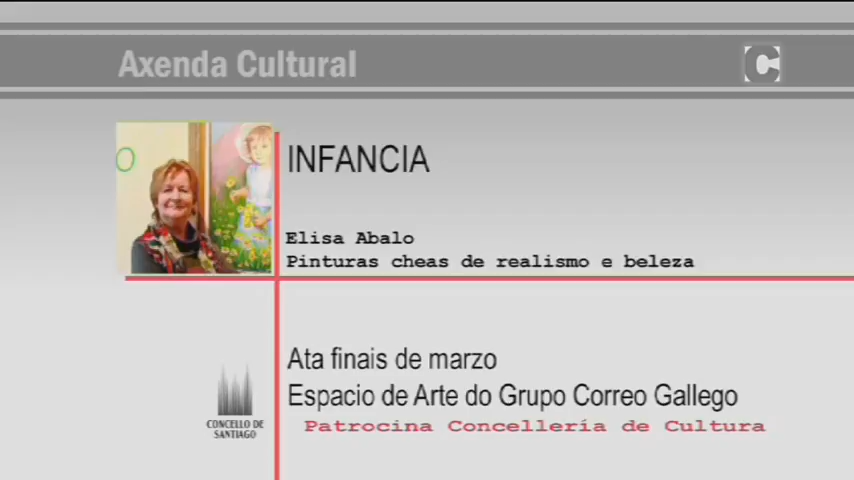 Axenda Cultural
C
INFANCIA
Elisa Abalo
Pinturas cheas de realismo e beleza
Ata finais de marzo
Espacio de Arte do Grupo Correo Gallego
Patrocina Concellería de Cultura
CONCELLO DE
SANTIAGO